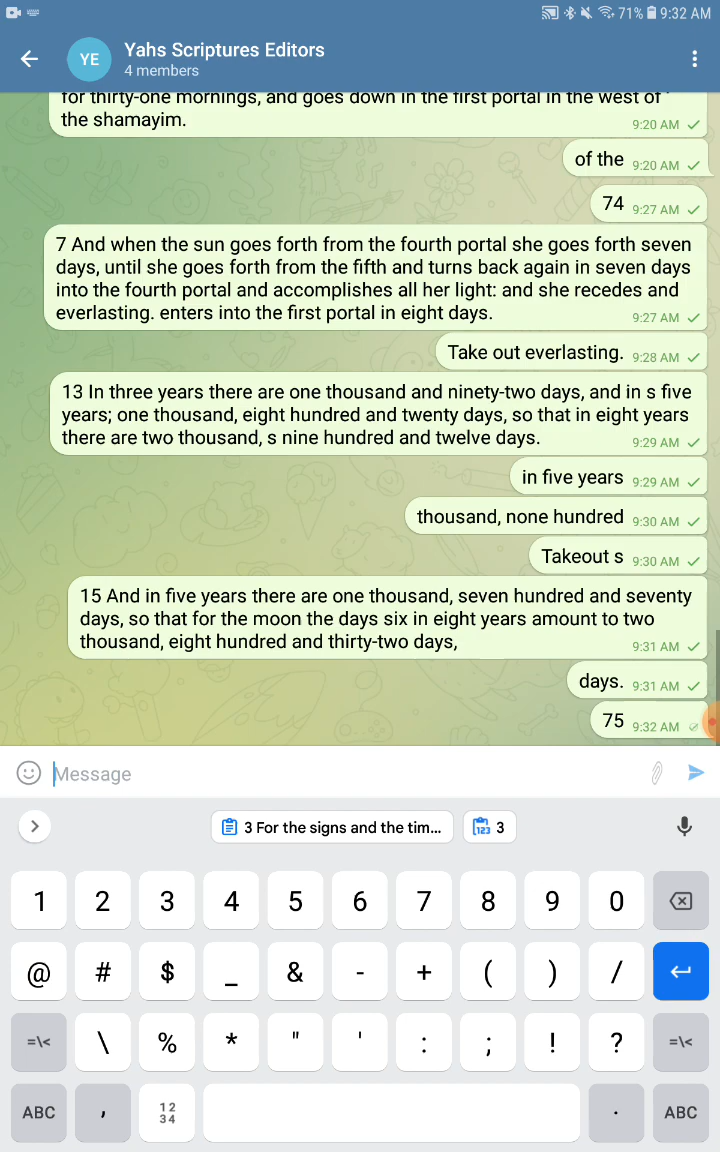 71% 9:32 AM
YE
Yahs Scriptures Editors
4 members
for thirty-one mornings, and goes down in the first portal in the west of
the shamayim.
9:20 AM
of the 9:20 AM
74 9:27 AM
7 And when the sun goes forth from the fourth portal she goes forth seven
days, until she goes forth from the fifth and turns back again in seven days
into the fourth portal and accomplishes all her light: and she recedes and
everlasting. enters into the first portal in eight days.
9:27 AM
Take out everlasting. 9:28 AM
13 In three years there are one thousand and ninety-two days, and in s five
years; one thousand, eight hundred and twenty days, so that in eight years
there are two thousand, s nine hundred and twelve days.
9:29 AM
in five years 9:29 AM
thousand, none hundred 9:30 AM
Takeout s 9:30 AM
15 And in five years there are one thousand, seven hundred and seventy
days, so that for the moon the days six in eight years amount to two
thousand, eight hundred and thirty-two days,
9:31 AM
days. 9:31 AM
75 9:32 AM
Message
3 For the signs and the tim... 123 3
1 2 3 4 5 6 7 8 9 0
@ # $ _ & - + ( ) /
=\< \ % * " ' : ; ! ? =\<
ABC , 12 34 . ABC